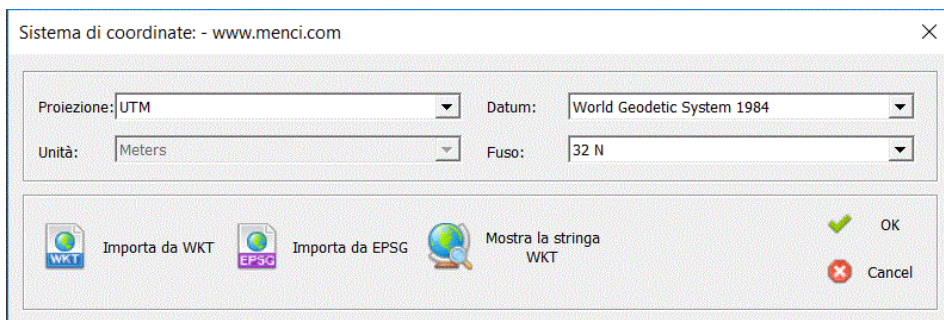 Sistema di coordinate: - www.menci.com
Proiezione: UTM Datum: World Geodetic System 1984
Unità: Meters Fuso: 32 N
WKT Importa da WKT EPSG Importa da EPSG Mostra la stringa
WKT
OK
Cancel